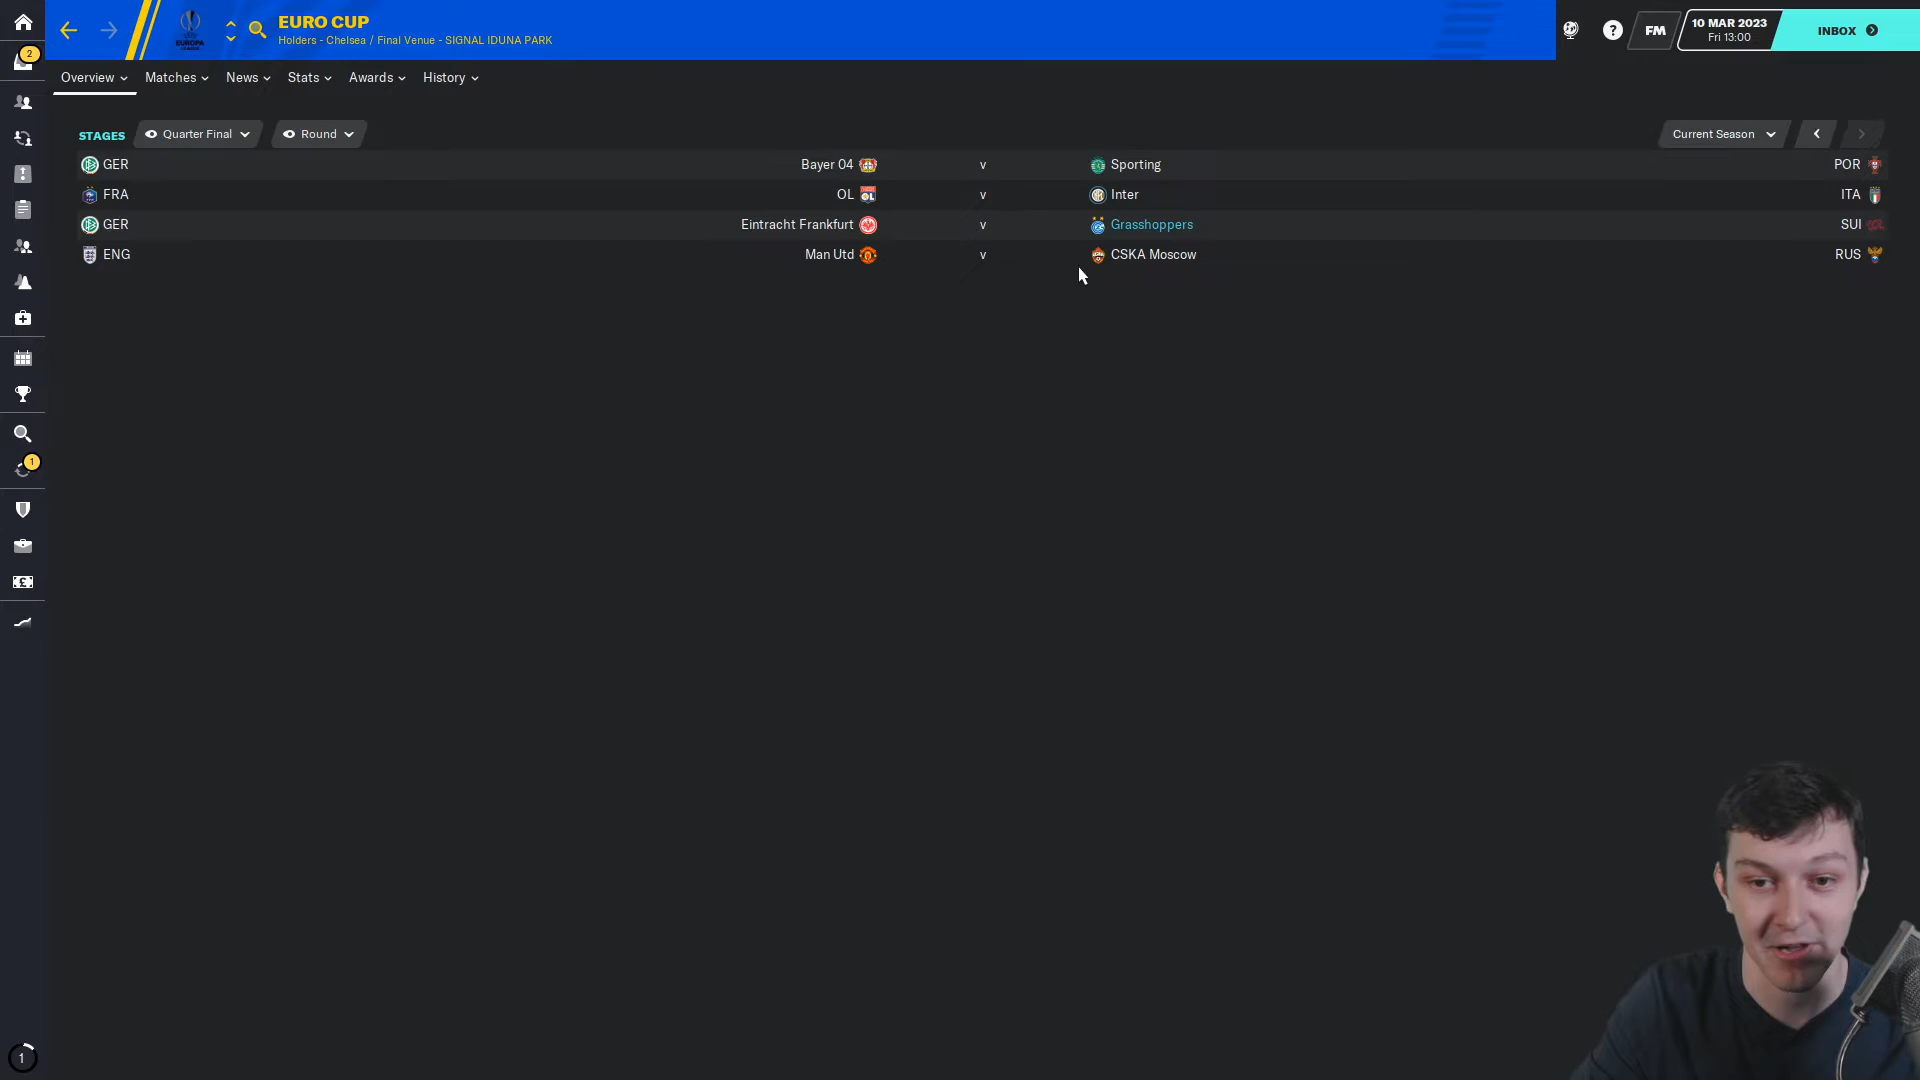 EURO CUP
Holders - Chelsea / Final Venue - SIGNAL IDUNA PARK
EUROPA
?
FM
10 MAR 2023
Fri 13:00
INBOX
2
Overview
Matches
News
Stats
Awards
History
STAGES
Quarter Final
Round
Current Season
GER Bayer 04 v Sporting POR
FRA OL v Inter ITA
GER Eintracht Frankfurt v Grasshoppers SUI
ENG Man Utd v CSKA Moscow RUS
1
1